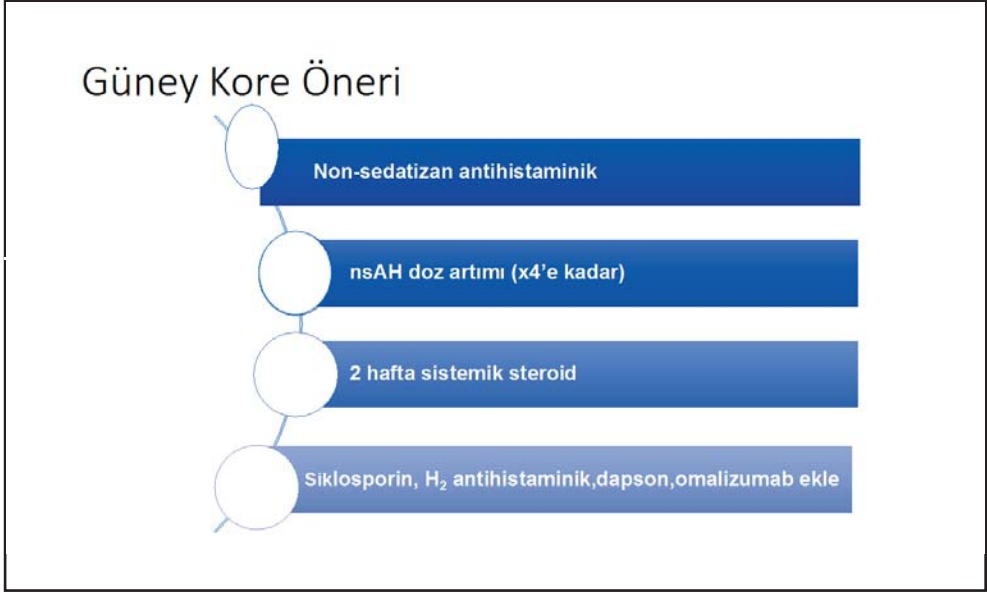 Güney Kore Öneri
Non-sedatizan antihistaminik
nsAH doz artımı (x4’e kadar)
2 hafta sistemik steroid
Siklosporin, H₂ antihistaminik,dapson,omalizumab ekle